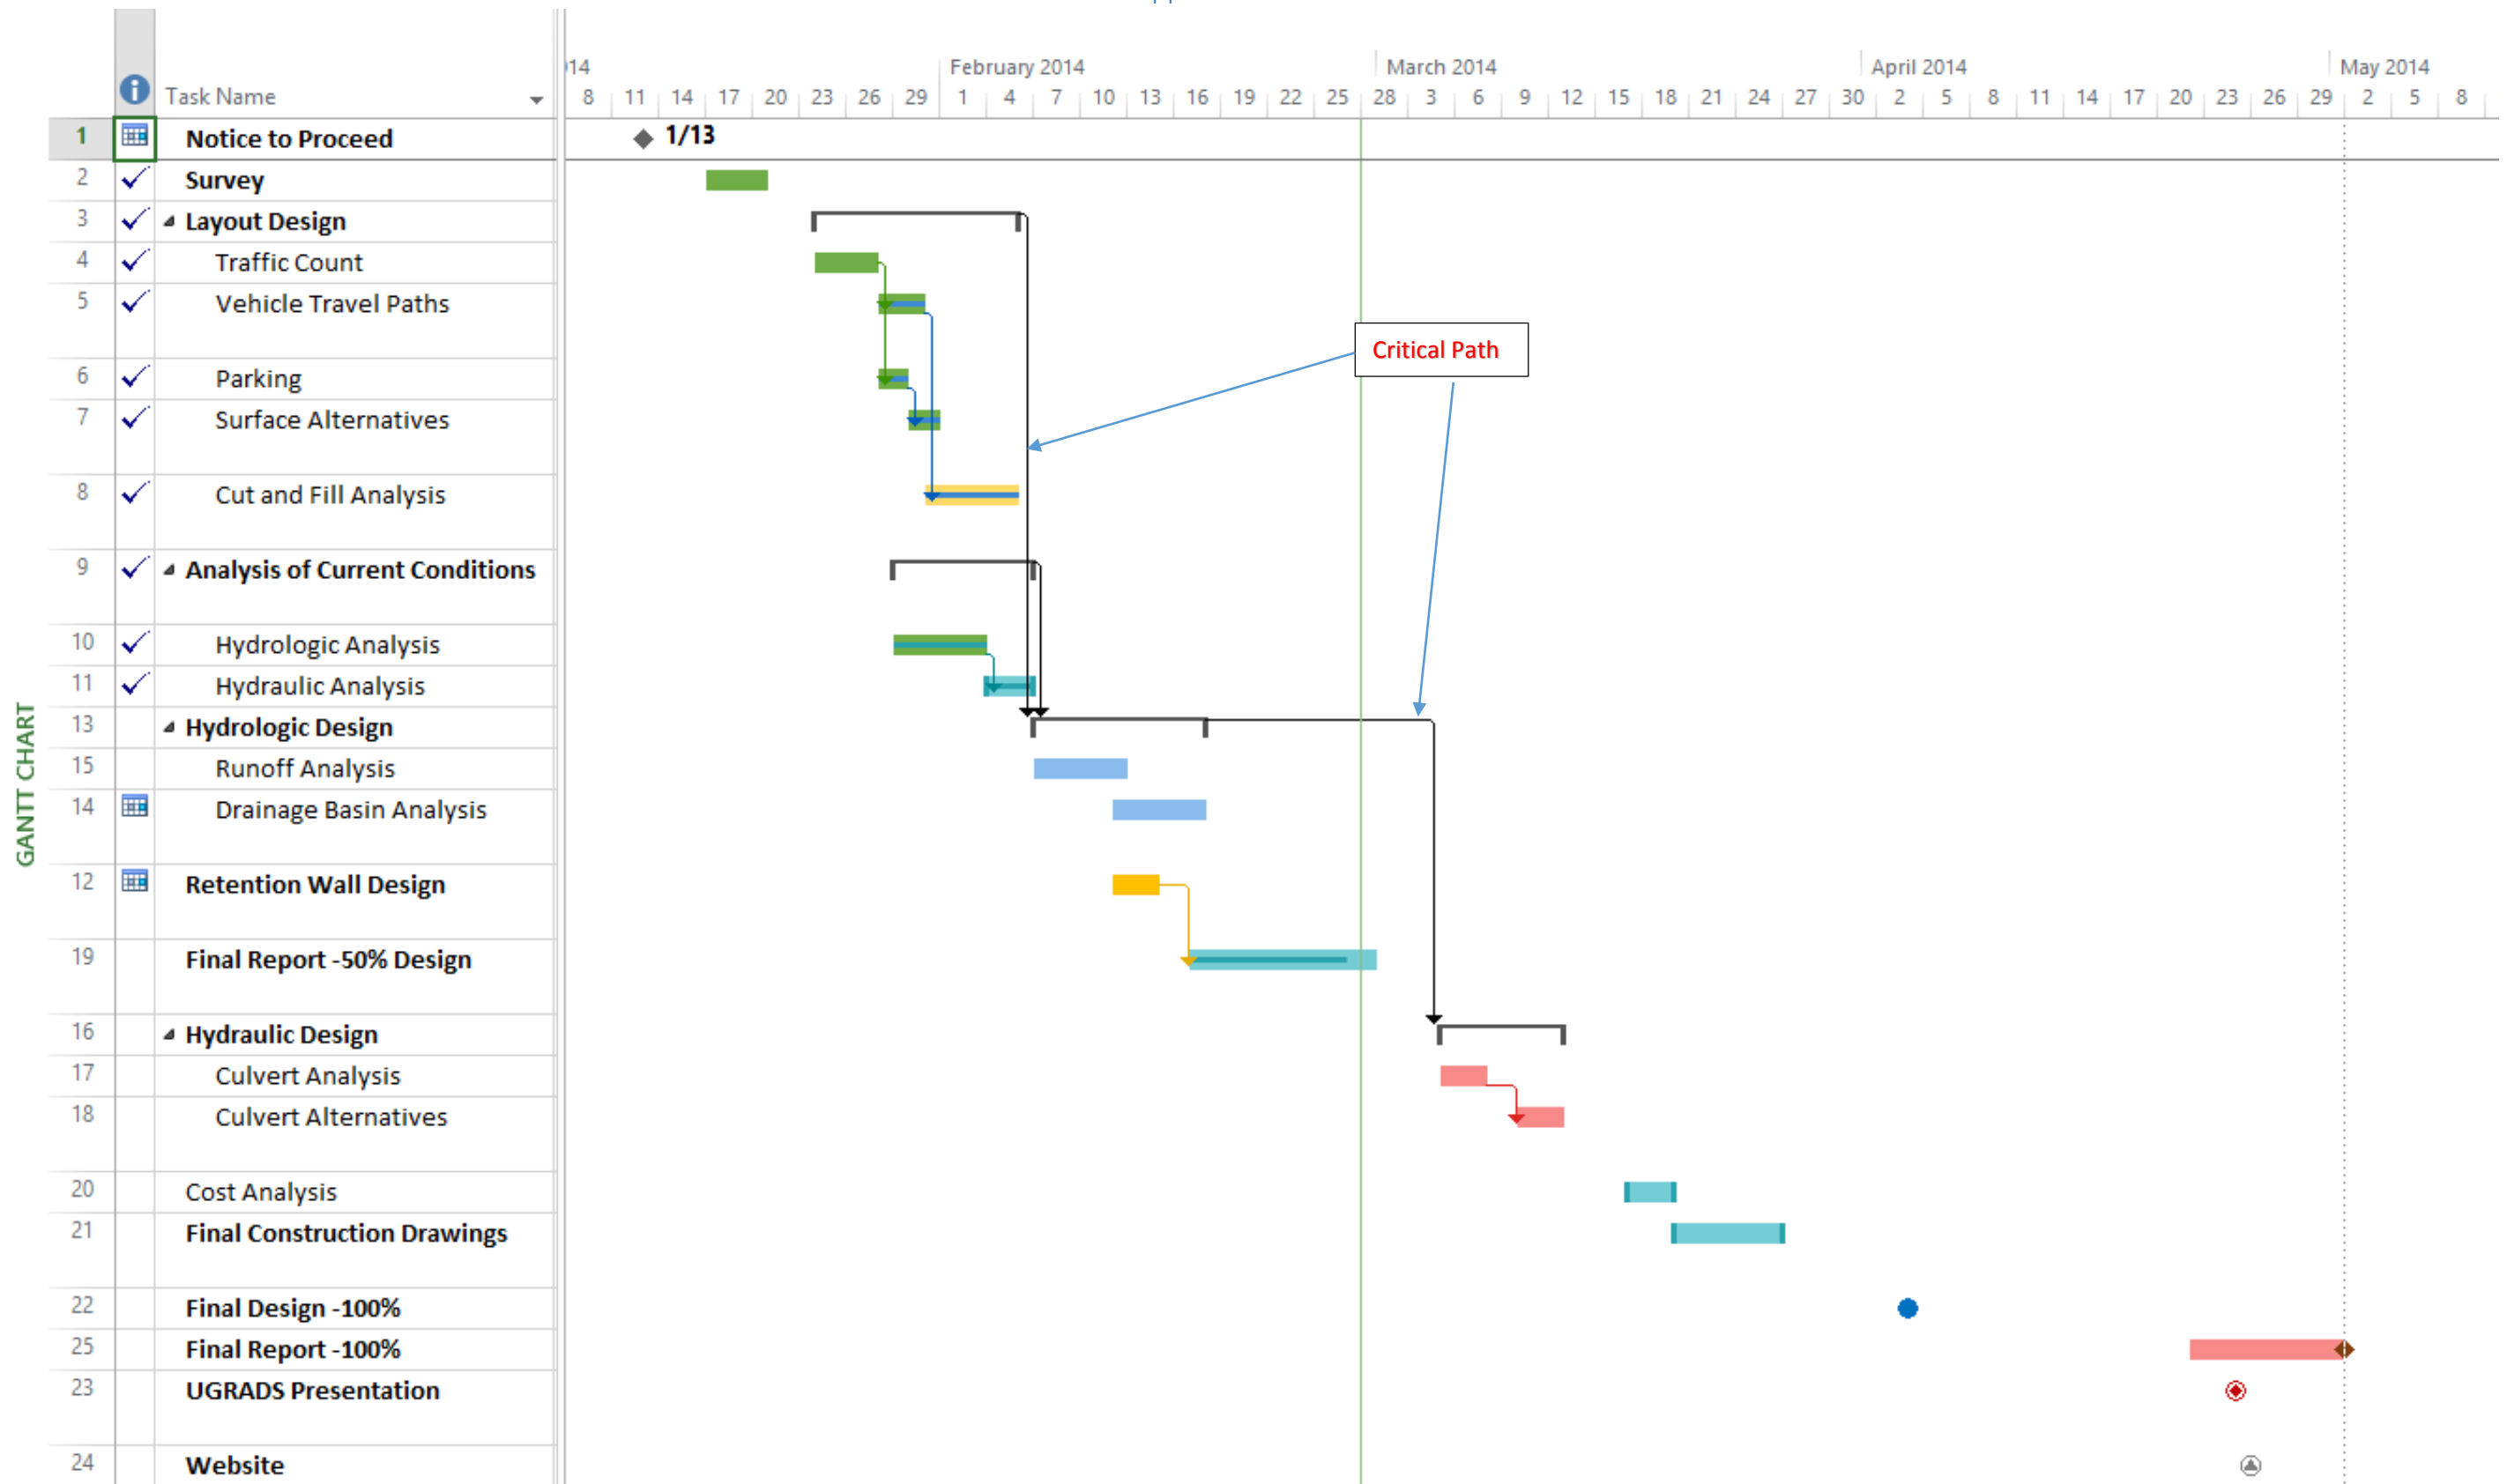 14 February 2014 March 2014 April 2014 May 2014
Task Name 8 11 14 17 20 23 26 29 1 4 7 10 13 16 19 22 25 28 3 6 9 12 15 18 21 24 27 30 2 5 8 11 14 17 20 23 26 29 2 5 8
1 Notice to Proceed 1/13
2 Survey
3 Layout Design
4 Traffic Count
5 Vehicle Travel Paths
Critical Path
6 Parking
7 Surface Alternatives
8 Cut and Fill Analysis
9 Analysis of Current Conditions
10 Hydrologic Analysis
11 Hydraulic Analysis
13 Hydrologic Design
15 Runoff Analysis
14 Drainage Basin Analysis
GANTT CHART
12 Retention Wall Design
19 Final Report -50% Design
16 Hydraulic Design
17 Culvert Analysis
18 Culvert Alternatives
20 Cost Analysis
21 Final Construction Drawings
22 Final Design -100%
25 Final Report -100%
23 UGRADS Presentation
24 Website